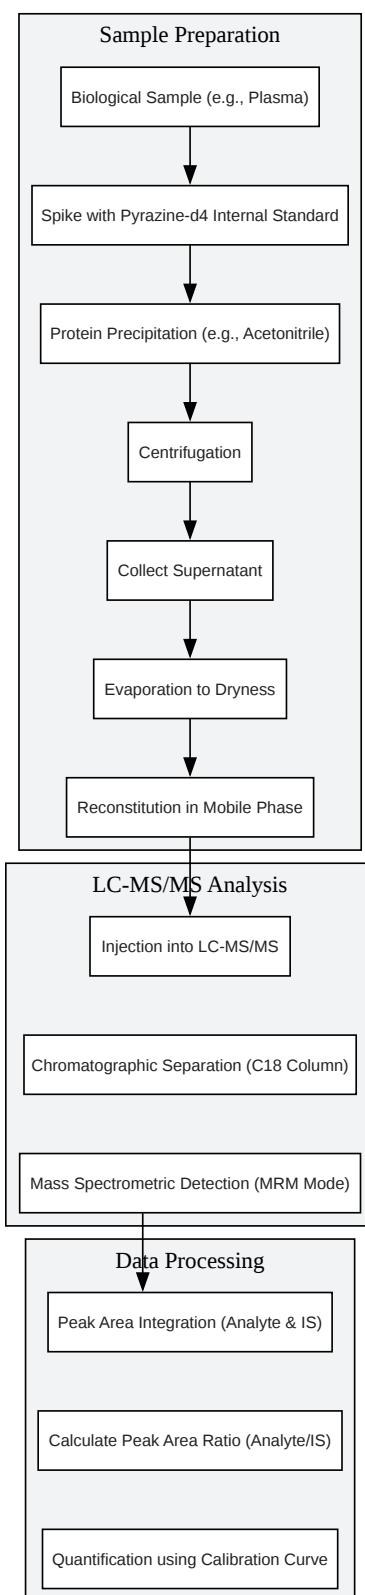 Sample Preparation
Biological Sample (e.g., Plasma)
Spike with Pyrazine-d4 Internal Standard
Protein Precipitation (e.g., Acetonitrile)
Centrifugation
Collect Supernatant
Evaporation to Dryness
Reconstitution in Mobile Phase
LC-MS/MS Analysis
Injection into LC-MS/MS
Chromatographic Separation (C18 Column)
Mass Spectrometric Detection (MRM Mode)
Data Processing
Peak Area Integration (Analyte & IS)
Calculate Peak Area Ratio (Analyte/IS)
Quantification using Calibration Curve